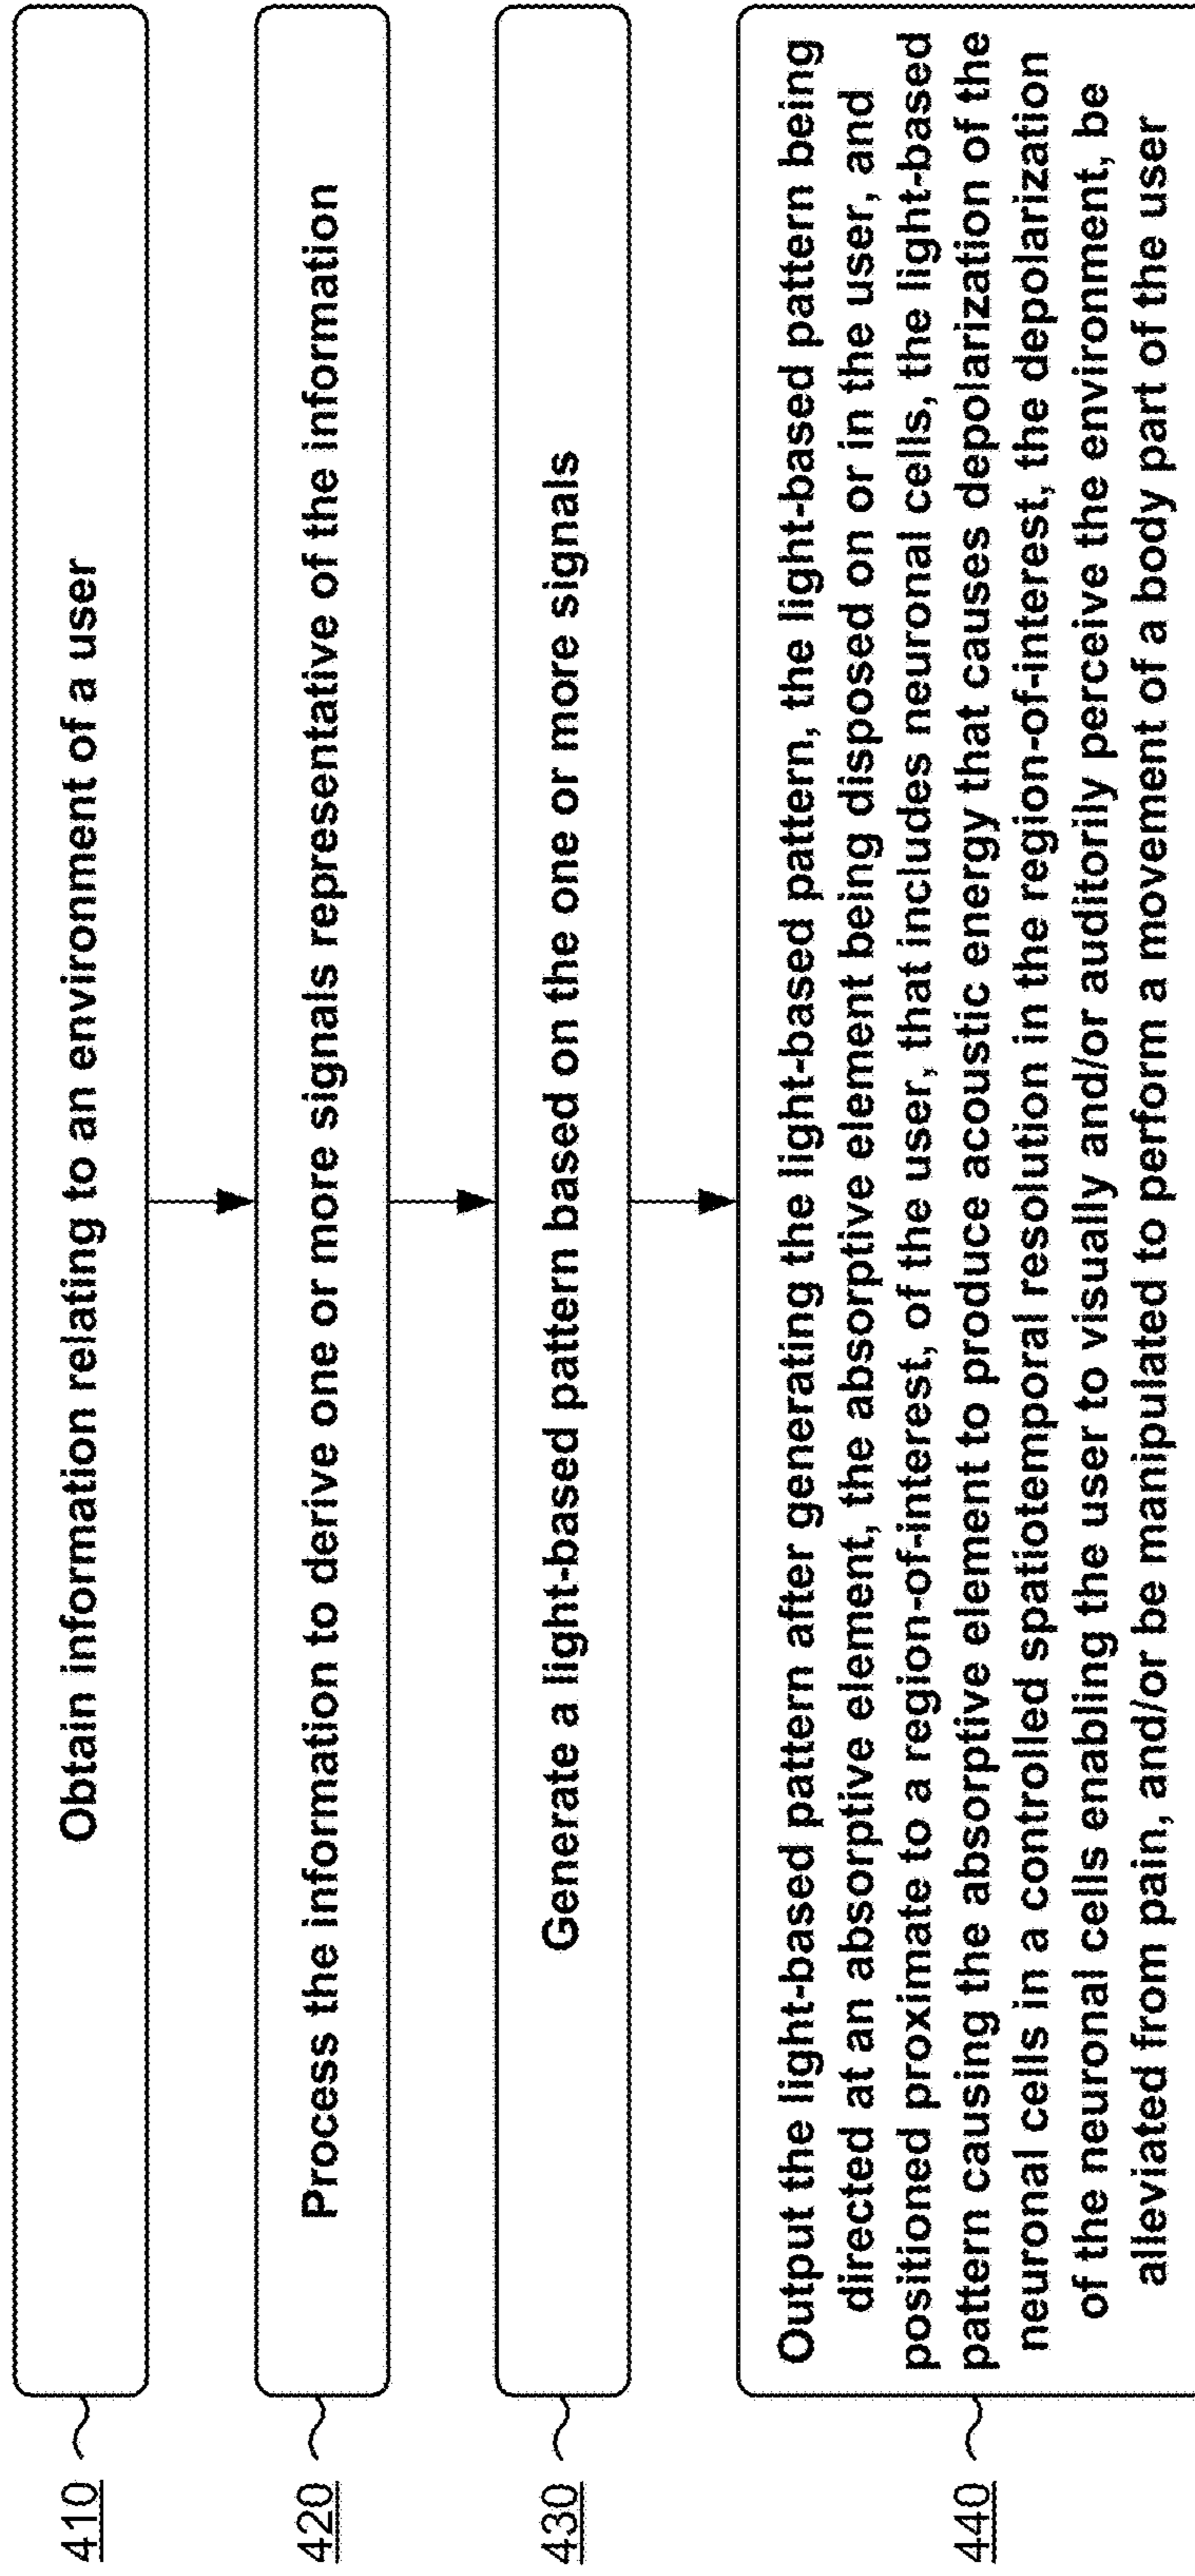 410
Obtain information relating to an environment of a user
420
Process the information to derive one or more signals representative of the information
430
Generate a light-based pattern based on the one or more signals
440
Output the light-based pattern after generating the light-based pattern, the light-based pattern being
directed at an absorptive element, the absorptive element being disposed on or in the user, and
positioned proximate to a region-of-interest, of the user, that includes neuronal cells, the light-based
pattern causing the absorptive element to produce acoustic energy that causes depolarization of the
neuronal cells in a controlled spatiotemporal resolution in the region-of-interest, the depolarization
of the neuronal cells enabling the user to visually and/or auditorily perceive the environment, be
alleviated from pain, and/or be manipulated to perform a movement of a body part of the user